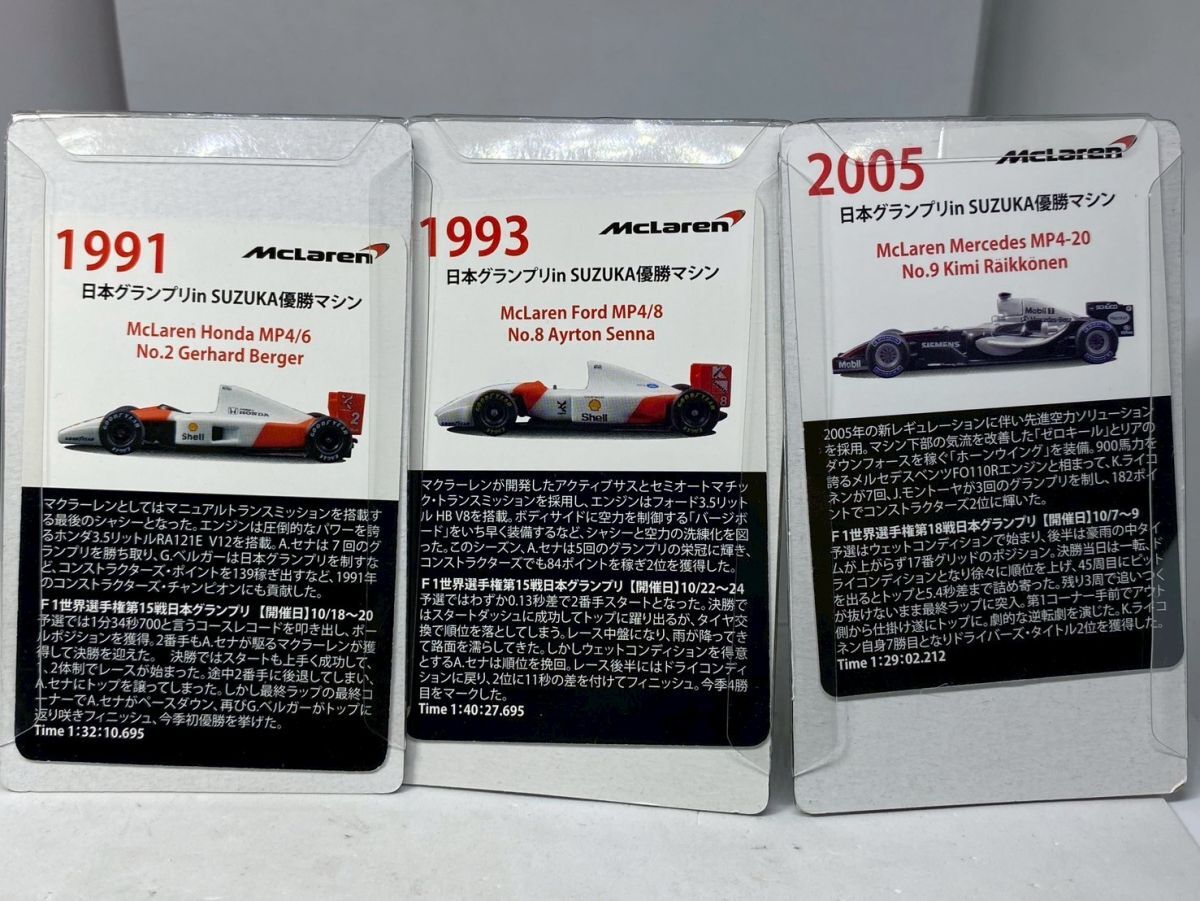 1991
McLaren
日本グランプリin SUZUKA優勝マシン
McLaren Honda MP4/6
No.2 Gerhard Berger
HONDA
Shell
2
マクラーレンとしてはマニュアルトランスミッションを搭載す
る最後のシャシーとなった。エンジンは圧倒的なパワーを誇
るホンダ3.5リットルRA121E V12を搭載。A.セナは7回のグ
ランプリを勝ち取り、G.ベルガーは日本グランプリを制すな
ど、コンストラクターズ・ポイントを139稼ぎ出すなど、1991年
のコンストラクターズ・チャンピオンにも貢献した。
F1世界選手権第15戦日本グランプリ 【開催日】10/18～20
予選では1分34秒700と言うコースレコードを叩き出し、ポー
ルポジションを獲得。2番手もA.セナが駆るマクラーレンが獲
得して決勝を迎えた。 決勝ではスタートも上手く成功して、
1、2体制でレースが始まった。途中2番手に後退してしまい、
A.セナにトップを譲ってしまった。しかし最終ラップの最終コ
ーナーでA.セナがペースダウン、再びG.ベルガーがトップに
返り咲きフィニッシュ、今季初優勝を挙げた。
Time 1:32:10.695
1993
McLaren
日本グランプリin SUZUKA優勝マシン
McLaren Ford MP4/8
No.8 Ayrton Senna
Shell
8
マクラーレンが開発したアクティブサスとセミオートマチッ
ク・トランスミッションを採用し、エンジンはフォード3.5リット
ル HB V8を搭載。ボディサイドに空力を制御する「バージボ
ード」をいち早く装備するなど、シャシーと空力の洗練化を図
った。このシーズン、A.セナは5回のグランプリの栄冠に輝き、
コンストラクターズでも84ポイントを稼ぎ2位を獲得した。
F1世界選手権第15戦日本グランプリ 【開催日】10/22～24
予選ではわずか0.13秒差で2番手スタートとなった。決勝で
はスタートダッシュに成功してトップに躍り出るが、タイヤ交
換で順位を落としてしまう。レース中盤になり、雨が降ってき
て路面を濡らしてきた。しかしウェットコンディションを得意
とするA.セナは順位を挽回。レース後半にはドライコンディ
ションに戻り、2位に11秒の差を付けてフィニッシュ。今季4勝
目をマークした。
Time 1:40:27.695
2005
McLaren
日本グランプリin SUZUKA優勝マシン
McLaren Mercedes MP4-20
No.9 Kimi Räikkönen
Mobil 1
SCHÜCO
SIEMENS
Mobil
2005年の新レギュレーションに伴い先進空力ソリューション
を採用。マシン下部の気流を改善した「ゼロキール」とリアの
ダウンフォースを稼ぐ「ホーンウイング」を装備。900馬力を
誇るメルセデスベンツFO110Rエンジンと相まって、K.ライコ
ネンが7回、J.モントーヤが3回のグランプリを制し、182ポイ
ントでコンストラクターズ2位に輝いた。
F1世界選手権第18戦日本グランプリ 【開催日】10/7～9
予選はウェットコンディションで始まり、後半は豪雨の中タイ
ムが上がらず17番グリッドのポジション。決勝当日は一転、ド
ライコンディションとなり徐々に順位を上げ、45周目にピット
を出るとトップと5.4秒差まで詰め寄った。残り3周で追いつく
が抜けないまま最終ラップに突入。第1コーナー手前でアウト
側から仕掛け遂にトップに。劇的な逆転劇を演じた。K.ライコ
ネン自身7勝目となりドライバーズ・タイトル2位を獲得した。
Time 1:29:02.212